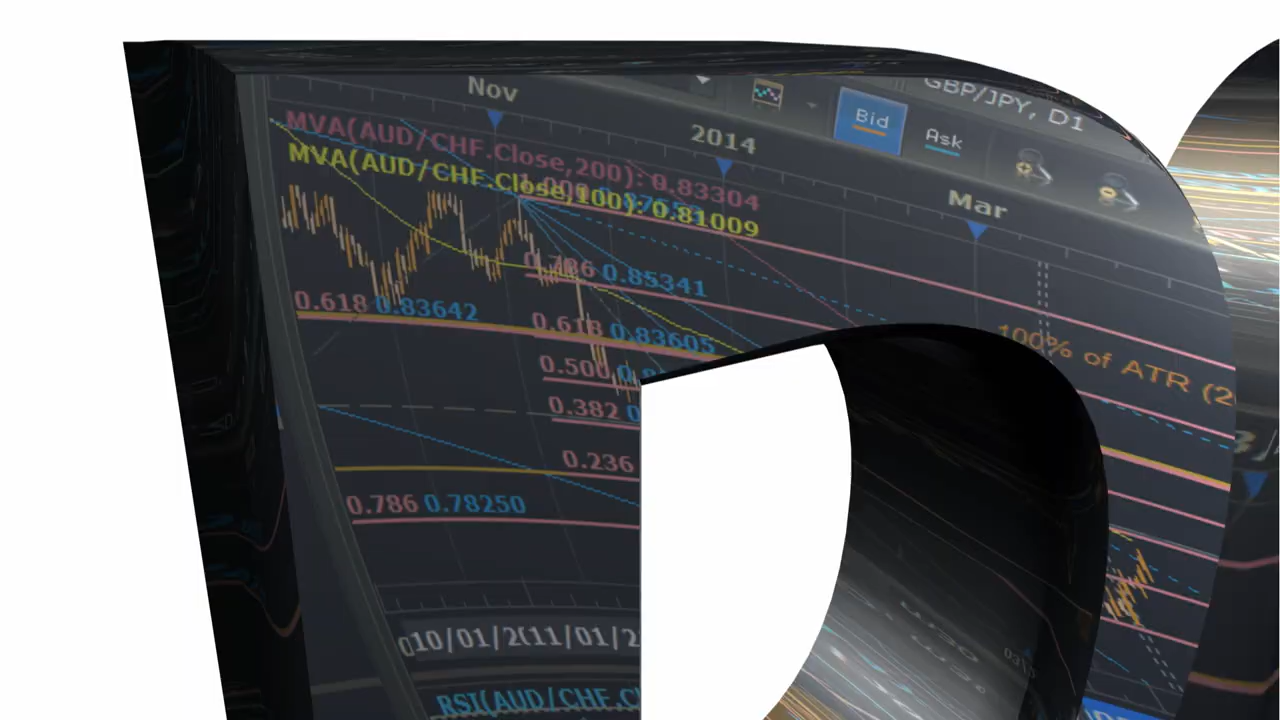 Nov
2014
Mar
Bid
Ask
GBP/JPY, D1
MVA(AUD/CHF.Close,200): 0.83304
MVA(AUD/CHF.Close,100): 0.81009
0.786 0.85341
0.618 0.83642
0.618 0.83605
0.500
0.382
0.236
0.786 0.78250
100% of ATR
10/01/2
11/01/2
RSI(AUD/CHF.Cl